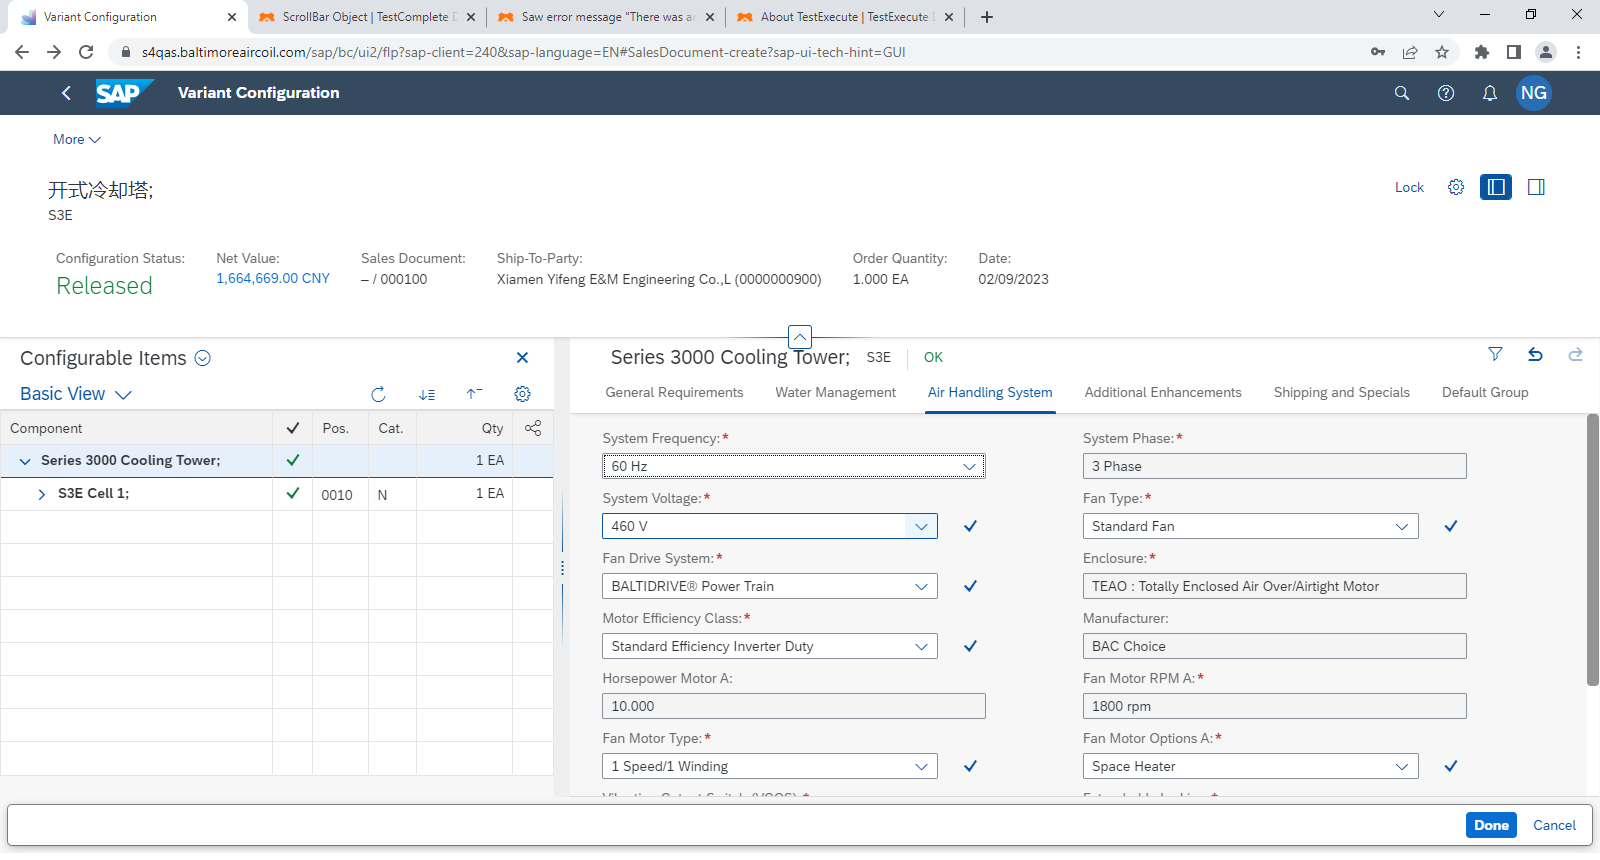 Variant Configuration
ScrollBar Object | TestComplete D
Saw error message "There was ar
About TestExecute | TestExecute D
s4qas.baltimoreaircoil.com/sap/bc/ui2/flp?sap-client=240&sap-language=EN#SalesDocument-create?sap-ui-tech-hint=GUI
SAP
Variant Configuration
NG
More
开式冷却塔;
S3E
Lock
Configuration Status: Net Value: Sales Document: Ship-To-Party: Order Quantity: Date:
Released 1,664,669.00 CNY – / 000100 Xiamen Yifeng E&M Engineering Co.,L (0000000900) 1.000 EA 02/09/2023
Configurable Items
Basic View
Component Pos. Cat. Qty
Series 3000 Cooling Tower; 1 EA
S3E Cell 1; 0010 N 1 EA
Series 3000 Cooling Tower; S3E OK
General Requirements Water Management Air Handling System Additional Enhancements Shipping and Specials Default Group
System Frequency:* System Phase:*
60 Hz 3 Phase
System Voltage:* Fan Type:*
460 V Standard Fan
Fan Drive System:* Enclosure:*
BALTIDRIVE® Power Train TEAO : Totally Enclosed Air Over/Airtight Motor
Motor Efficiency Class:* Manufacturer:
Standard Efficiency Inverter Duty BAC Choice
Horsepower Motor A: Fan Motor RPM A:*
10.000 1800 rpm
Fan Motor Type:* Fan Motor Options A:*
1 Speed/1 Winding Space Heater
Done Cancel